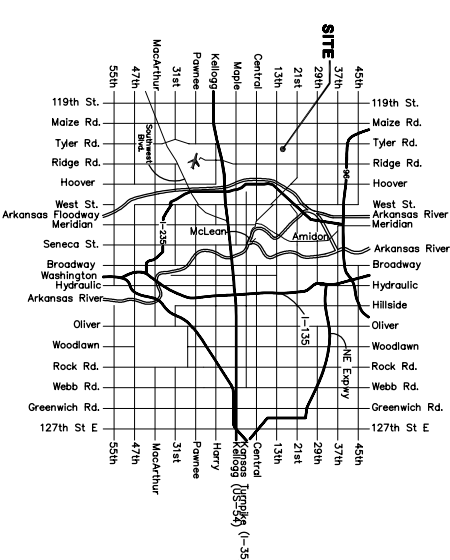 SITE
55th
47th
MacArthur
31st
Pawnee
Kellogg
Maple
Central
13th
21st
29th
37th
45th
119th St.
Maize Rd.
Tyler Rd.
Ridge Rd.
Hoover
West St.
Arkansas Floodway
Meridian
Seneca St.
Broadway
Washington
Hydraulic
Arkansas River
Oliver
Woodlawn
Rock Rd.
Webb Rd.
Greenwich Rd.
127th St E
119th St.
Maize Rd.
Tyler Rd.
Ridge Rd.
Hoover
West St.
Arkansas River
Meridian
Arkansas River
Broadway
Hydraulic
Hillside
Oliver
Woodlawn
Rock Rd.
Webb Rd.
Greenwich Rd.
127th St E
Southwest
Blvd.
96
I-235
McLean
Amidon
I-135
NE Expwy
55th
47th
MacArthur
31st
Pawnee
Harry
Kellogg (US-54)
Kansas Turnpike (I-35
Central
13th
21st
29th
37th
45th